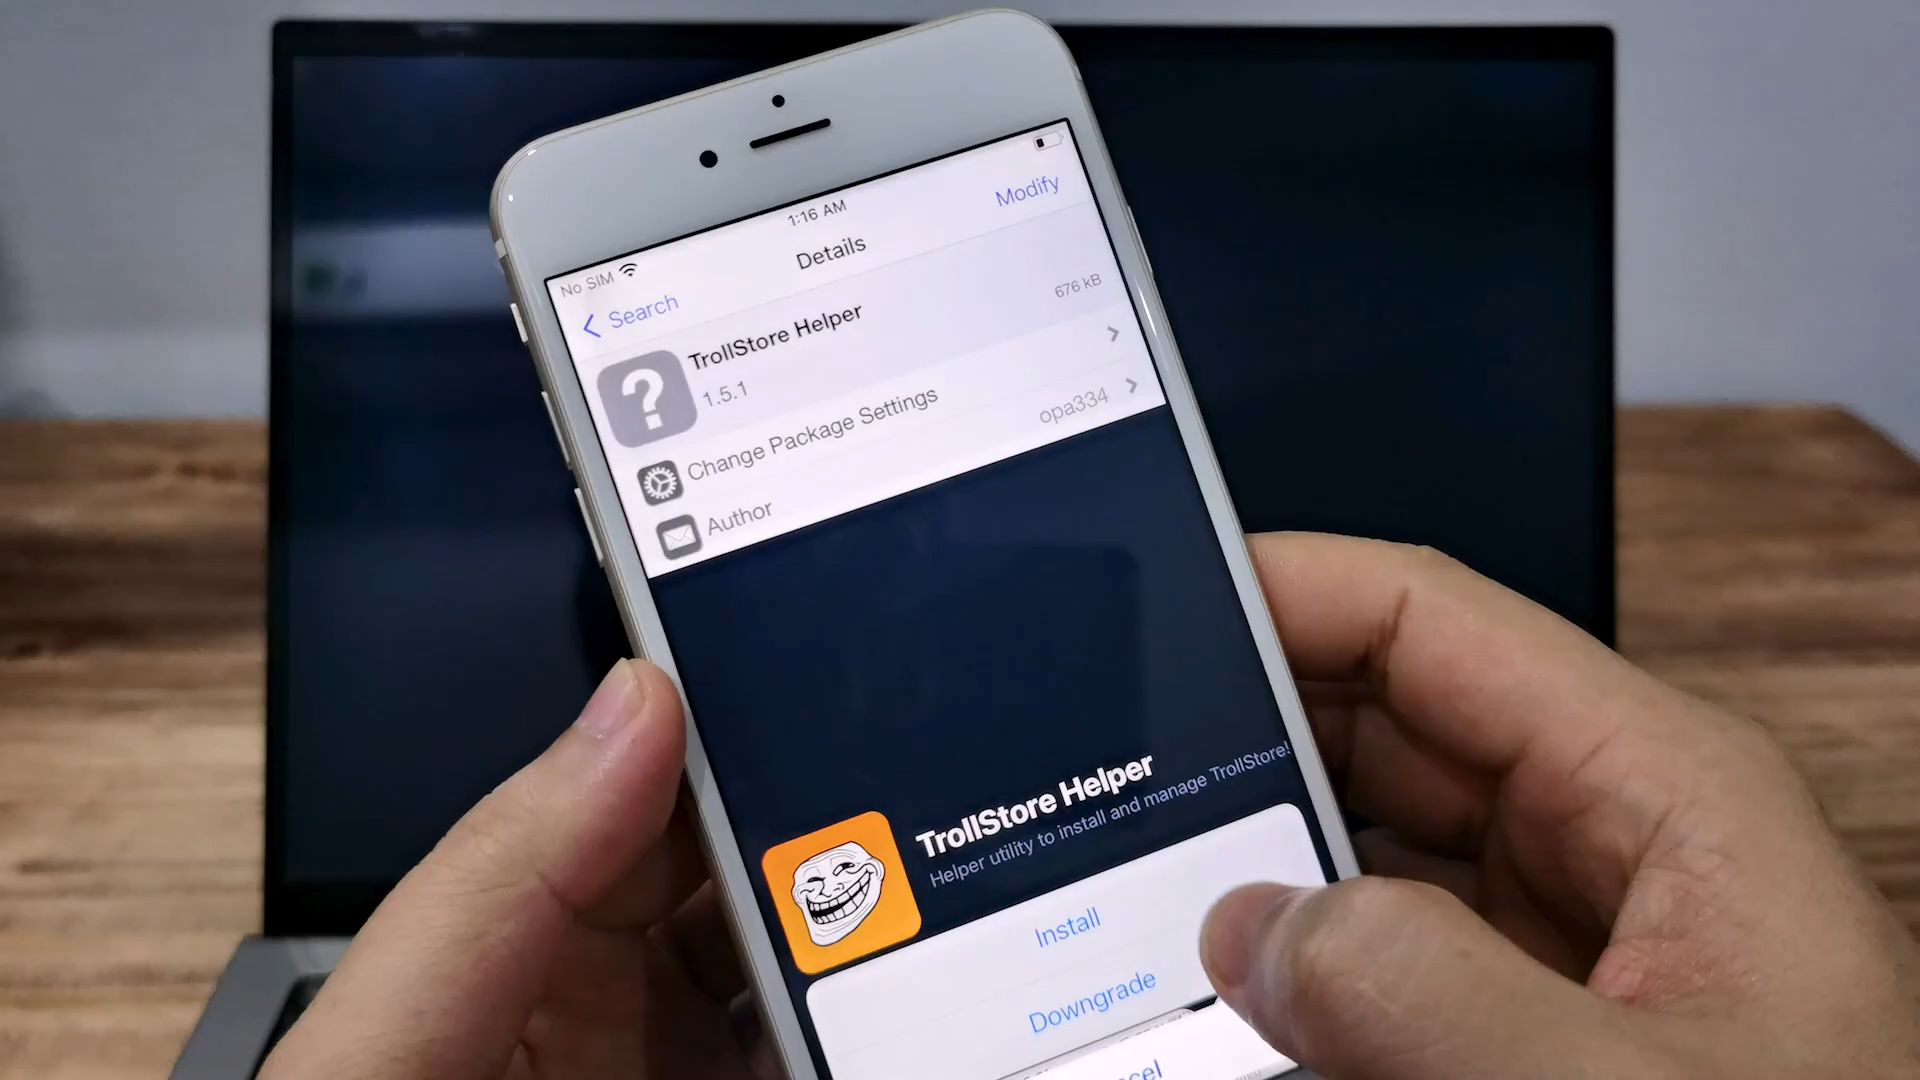 No SIM
1:16 AM
Search
Details
Modify
?
TrollStore Helper
1.5.1
676 kB
Change Package Settings
Author
opa334
TrollStore Helper
Helper utility to install and manage TrollStore!
Install
Downgrade